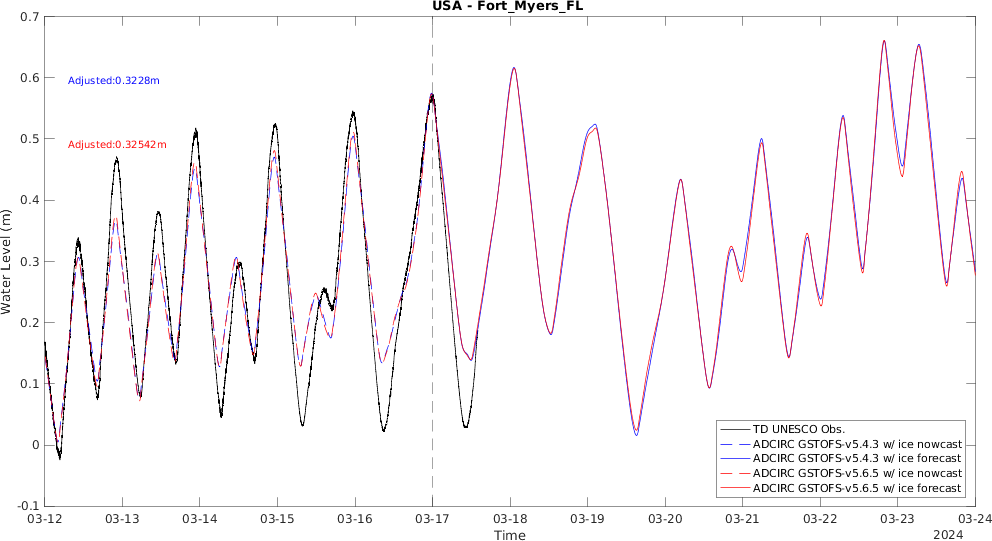 USA - Fort_Myers_FL
0.7
0.6
0.5
0.4
0.3
0.2
0.1
0
-0.1
Water Level (m)
Adjusted:0.3228m
Adjusted:0.32542m
TD UNESCO Obs.
ADCIRC GSTOFS-v5.4.3 w/ ice nowcast
ADCIRC GSTOFS-v5.4.3 w/ ice forecast
ADCIRC GSTOFS-v5.6.5 w/ ice nowcast
ADCIRC GSTOFS-v5.6.5 w/ ice forecast
03-12 03-13 03-14 03-15 03-16 03-17 03-18 03-19 03-20 03-21 03-22 03-23 03-24
Time
2024